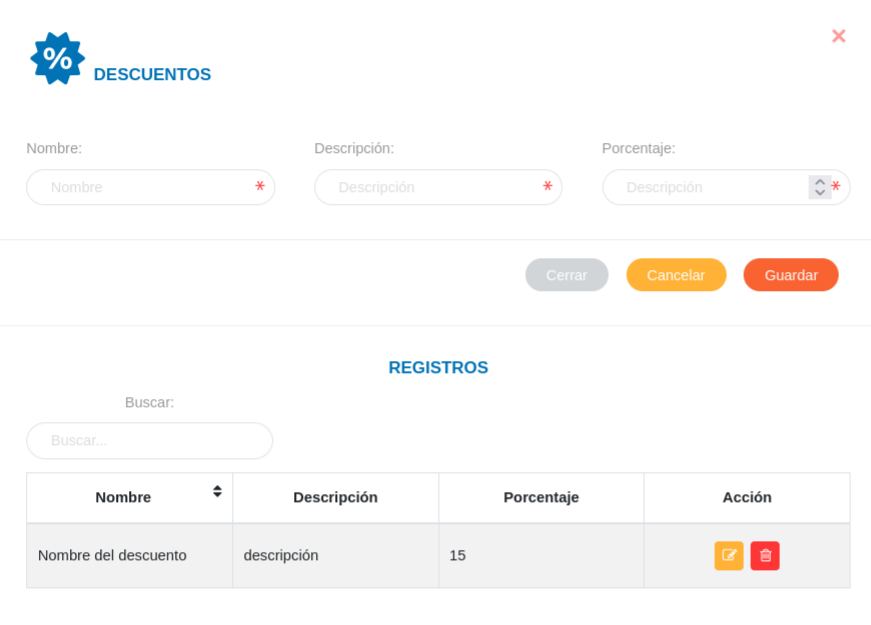 % DESCUENTOS
Nombre: Descripción: Porcentaje:
Nombre * Descripción * Descripción *
Cerrar Cancelar Guardar
REGISTROS
Buscar:
Buscar...
Nombre Descripción Porcentaje Acción
Nombre del descuento descripción 15